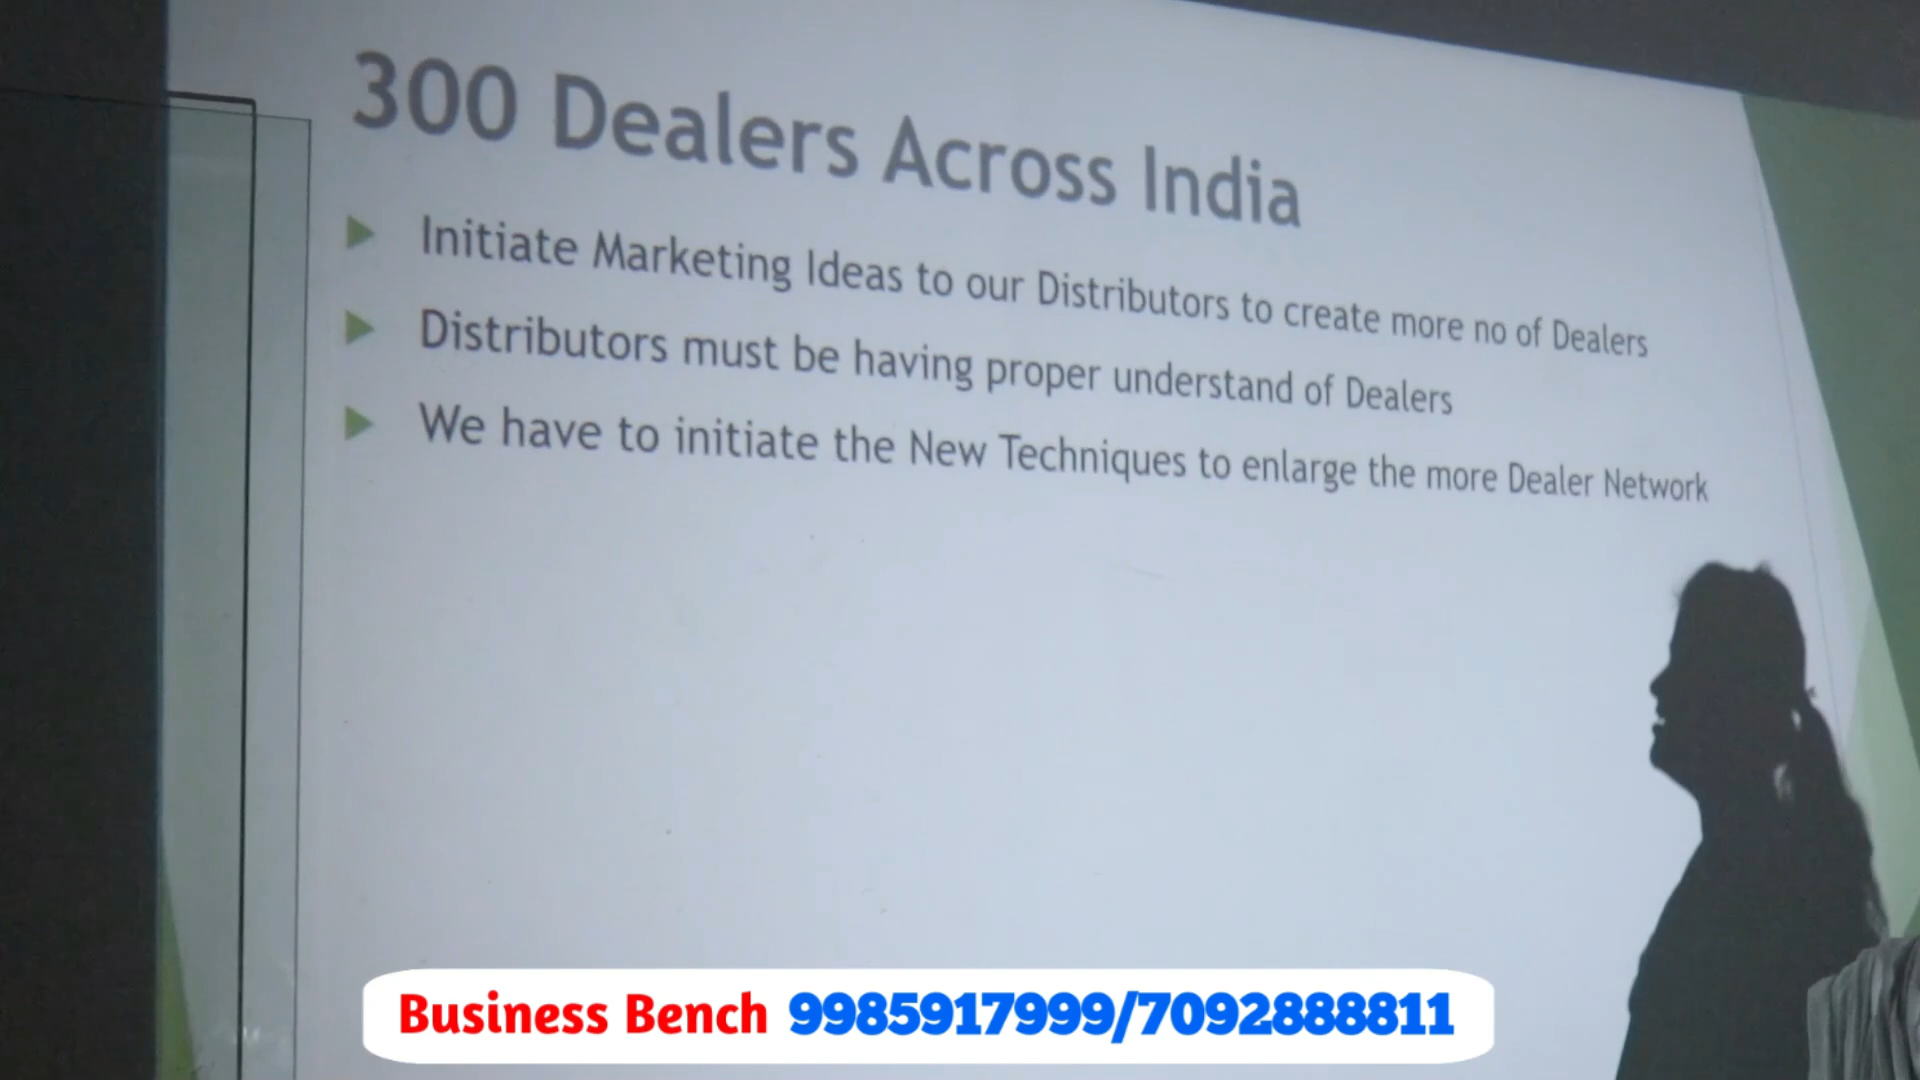 300 Dealers Across India
Initiate Marketing Ideas to our Distributors to create more no of Dealers
Distributors must be having proper understand of Dealers
We have to initiate the New Techniques to enlarge the more Dealer Network
Business Bench 9985917999/7092888811